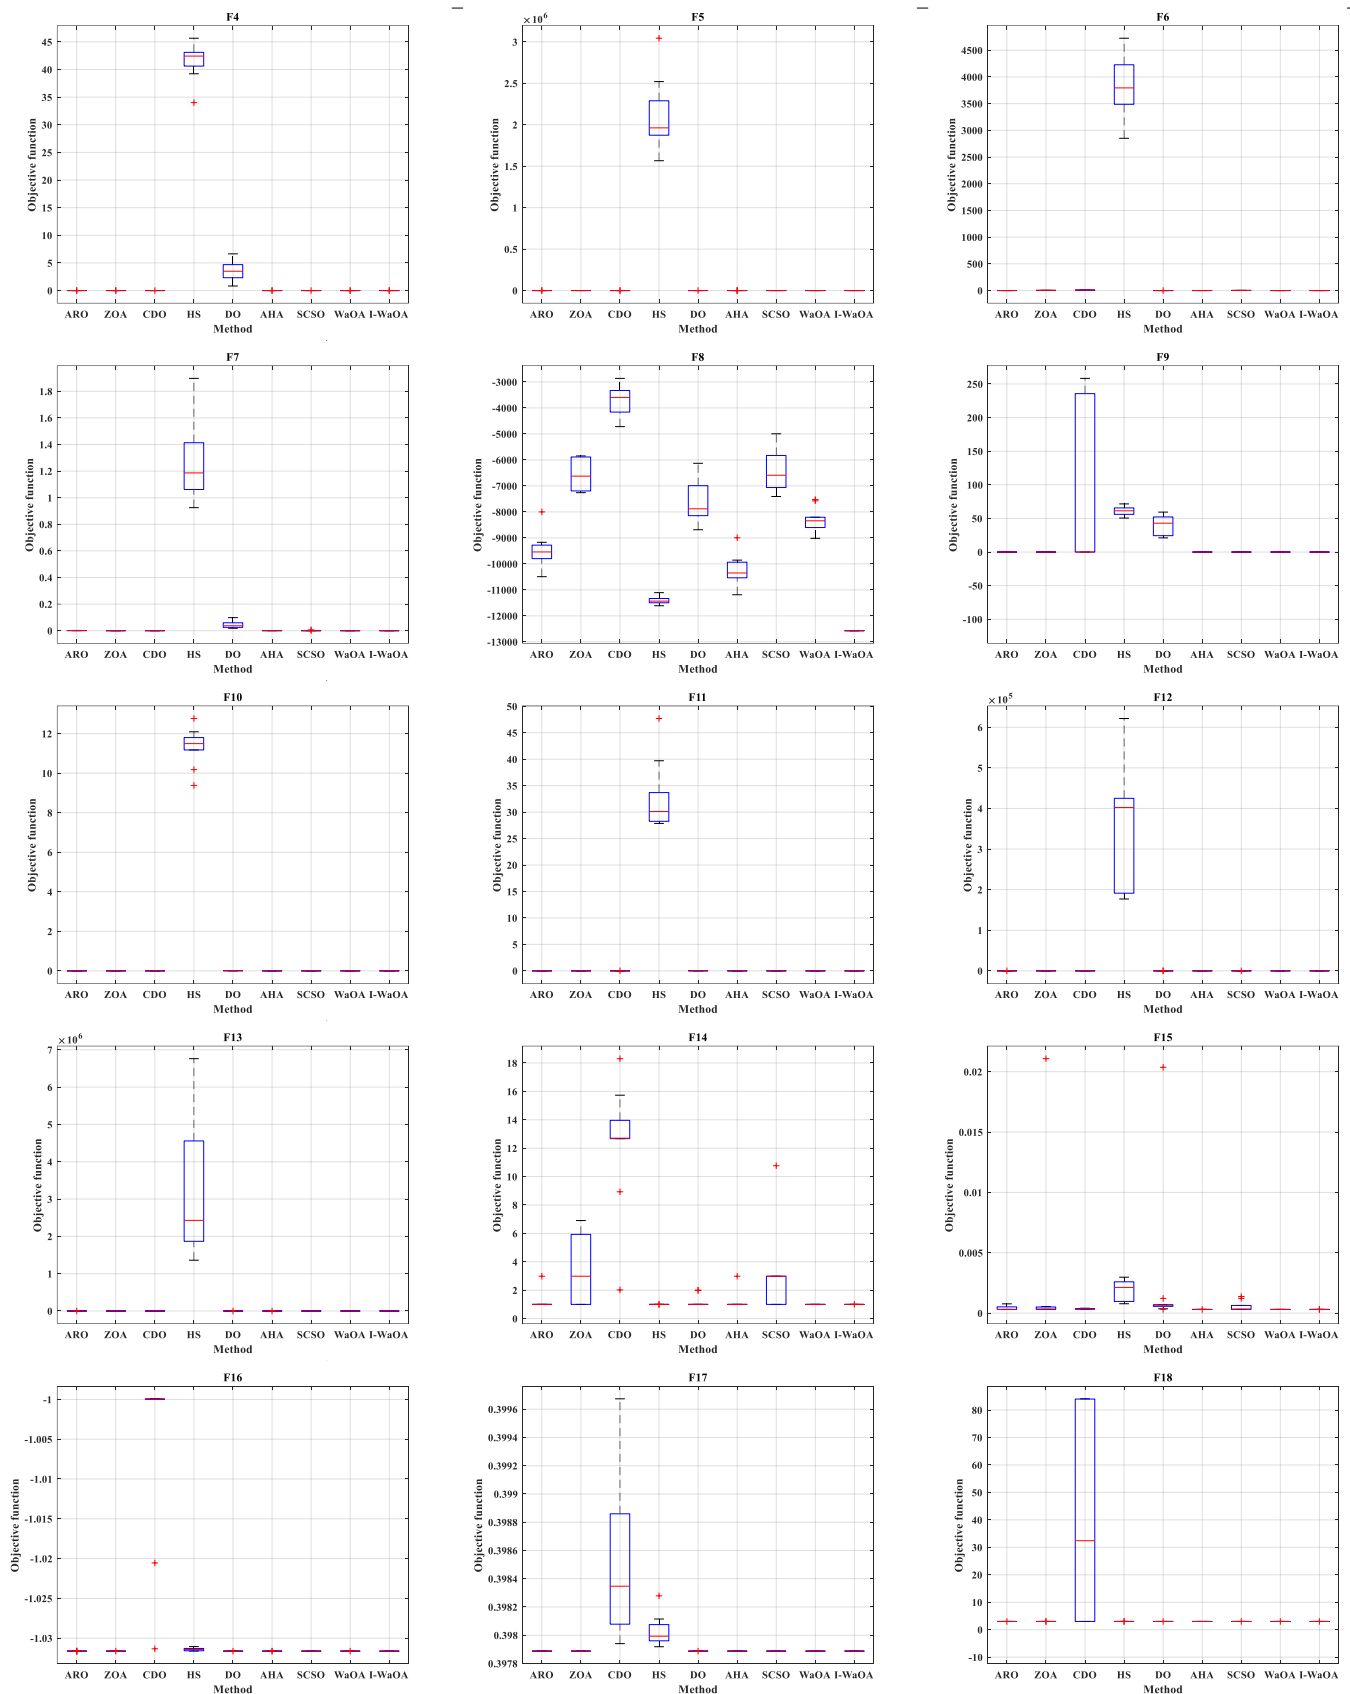 F4
45
40
35
30
25
20
15
10
5
0
Objective function
ARO ZOA CDO HS DO AHA SCSO WaOA I-WaOA
Method
F5
×10⁶
3
2.5
2
1.5
1
0.5
0
Objective function
ARO ZOA CDO HS DO AHA SCSO WaOA I-WaOA
Method
F6
4500
4000
3500
3000
2500
2000
1500
1000
500
0
Objective function
ARO ZOA CDO HS DO AHA SCSO WaOA I-WaOA
Method
F7
1.8
1.6
1.4
1.2
1
0.8
0.6
0.4
0.2
0
Objective function
ARO ZOA CDO HS DO AHA SCSO WaOA I-WaOA
Method
F8
-3000
-4000
-5000
-6000
-7000
-8000
-9000
-10000
-11000
-12000
-13000
Objective function
ARO ZOA CDO HS DO AHA SCSO WaOA I-WaOA
Method
F9
250
200
150
100
50
0
-50
-100
Objective function
ARO ZOA CDO HS DO AHA SCSO WaOA I-WaOA
Method
F10
12
10
8
6
4
2
0
Objective function
ARO ZOA CDO HS DO AHA SCSO WaOA I-WaOA
Method
F11
50
45
40
35
30
25
20
15
10
5
0
Objective function
ARO ZOA CDO HS DO AHA SCSO WaOA I-WaOA
Method
F12
×10⁵
6
5
4
3
2
1
0
Objective function
ARO ZOA CDO HS DO AHA SCSO WaOA I-WaOA
Method
F13
×10⁶
7
6
5
4
3
2
1
0
Objective function
ARO ZOA CDO HS DO AHA SCSO WaOA I-WaOA
Method
F14
18
16
14
12
10
8
6
4
2
0
Objective function
ARO ZOA CDO HS DO AHA SCSO WaOA I-WaOA
Method
F15
0.02
0.015
0.01
0.005
0
Objective function
ARO ZOA CDO HS DO AHA SCSO WaOA I-WaOA
Method
F16
-1
-1.005
-1.01
-1.015
-1.02
-1.025
-1.03
Objective function
ARO ZOA CDO HS DO AHA SCSO WaOA I-WaOA
Method
F17
0.3996
0.3994
0.3992
0.399
0.3988
0.3986
0.3984
0.3982
0.398
0.3978
Objective function
ARO ZOA CDO HS DO AHA SCSO WaOA I-WaOA
Method
F18
80
70
60
50
40
30
20
10
0
-10
Objective function
ARO ZOA CDO HS DO AHA SCSO WaOA I-WaOA
Method